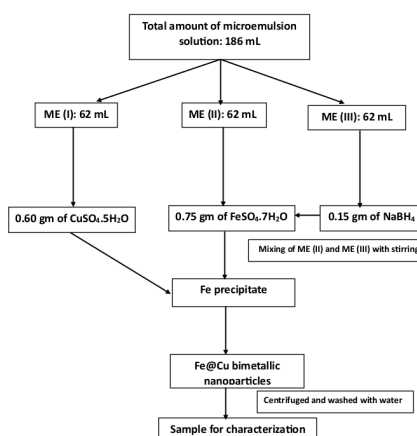 Total amount of microemulsion
solution: 186 mL
ME (I): 62 mL
ME (II): 62 mL
ME (III): 62 mL
0.60 gm of CuSO₄.5H₂O
0.75 gm of FeSO₄.7H₂O
0.15 gm of NaBH₄
Mixing of ME (II) and ME (III) with stirring
Fe precipitate
Fe@Cu bimetallic
nanoparticles
Centrifuged and washed with water
Sample for characterization